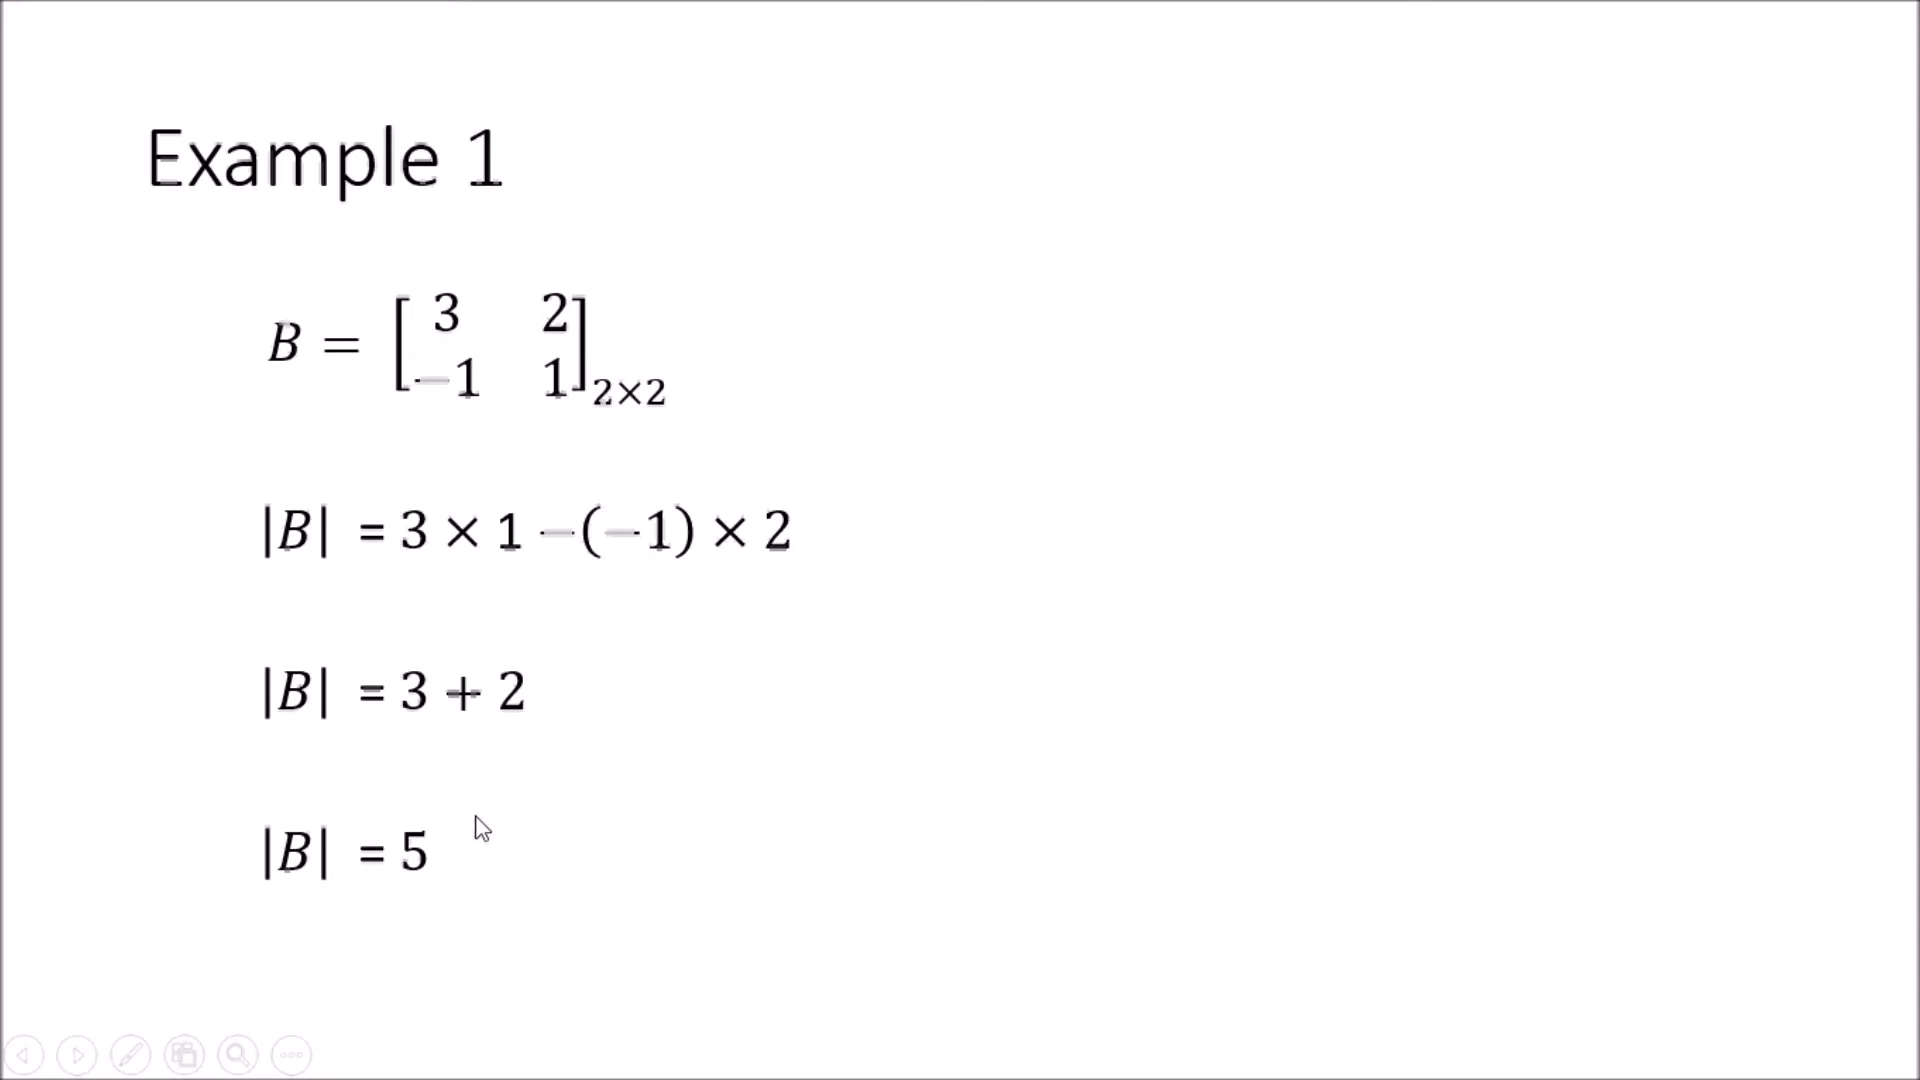 Example 1
B = [3 2
−1 1]2×2
|B| = 3 × 1 −(−1) × 2
|B| = 3 + 2
|B| = 5